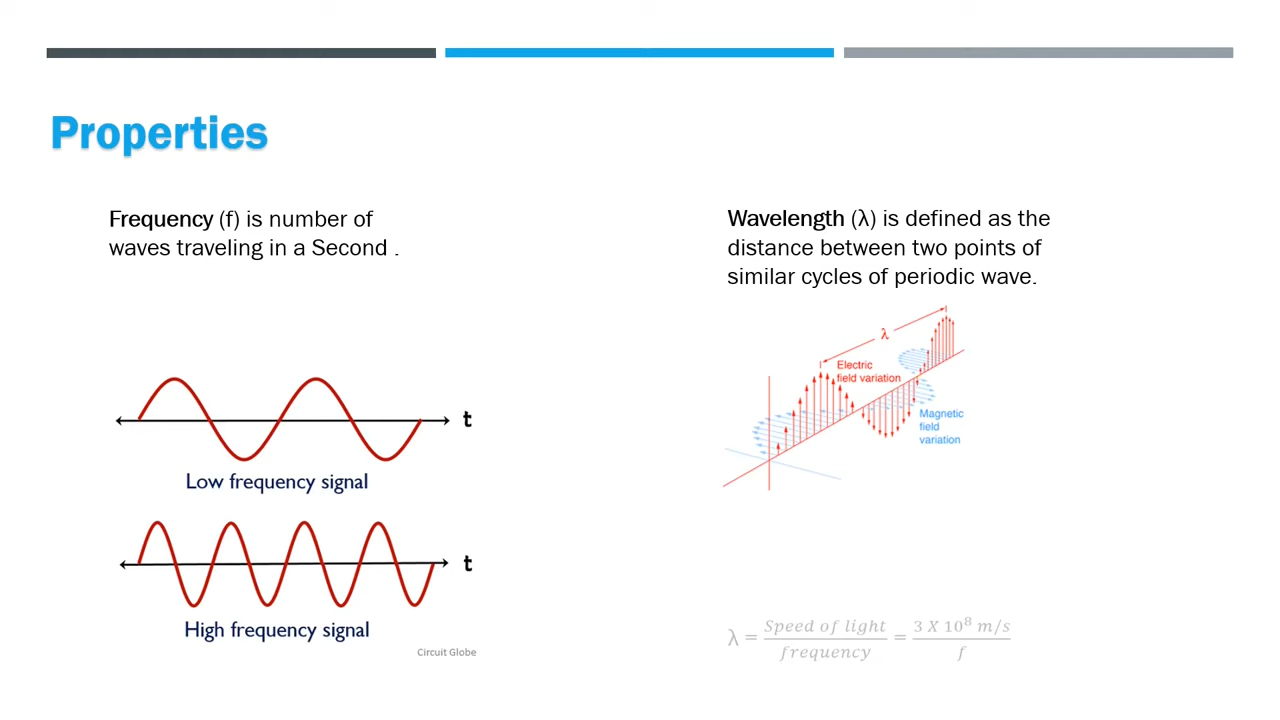 Properties
Frequency (f) is number of
waves traveling in a Second .
t
Low frequency signal
t
High frequency signal
Circuit Globe
Wavelength (λ) is defined as the
distance between two points of
similar cycles of periodic wave.
λ
Electric
field variation
Magnetic
field
variation
λ = Speed of light / frequency = 3 X 10⁸ m/s / f